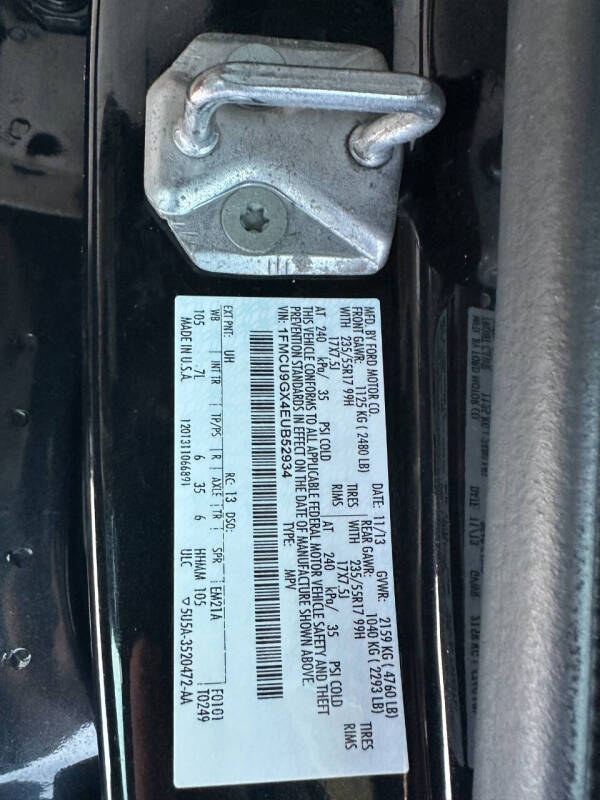 MFD. BY FORD MOTOR CO.
DATE: 11/13 GVWR: 2159 KG ( 4760 LB)
FRONT GAWR: 1125 KG ( 2480 LB) REAR GAWR: 1040 KG ( 2293 LB)
WITH 235/55R17 99H TIRES WITH 235/55R17 99H TIRES
17X7.5J RIMS 17X7.5J RIMS
AT 240 kPa/ 35 PSI COLD AT 240 kPa/ 35 PSI COLD
THIS VEHICLE CONFORMS TO ALL APPLICABLE FEDERAL MOTOR VEHICLE SAFETY AND THEFT
PREVENTION STANDARDS IN EFFECT ON THE DATE OF MANUFACTURE SHOWN ABOVE.
VIN: 1FMCU9GX4EUB52934 TYPE: MPV
EXT PNT: UH RC: 13 DSO: F0101
WB INT TR TP/PS R AXLE TR SPR EM21A T0249
105 7L 6 35 6 HHAM 105
ULC
MADE IN U.S.A. 1201311066891 ▽5U5A-3520472-AA